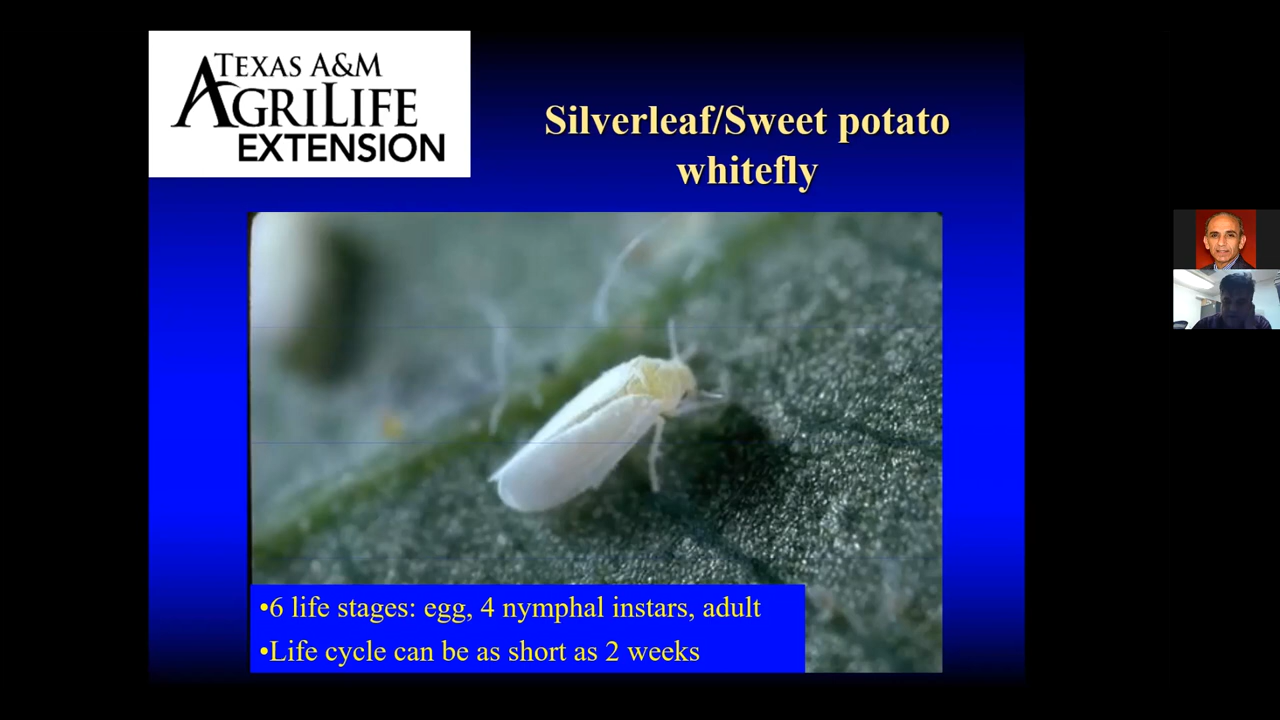 TEXAS A&M
AGRILIFE
EXTENSION
Silverleaf/Sweet potato
whitefly
•6 life stages: egg, 4 nymphal instars, adult
•Life cycle can be as short as 2 weeks